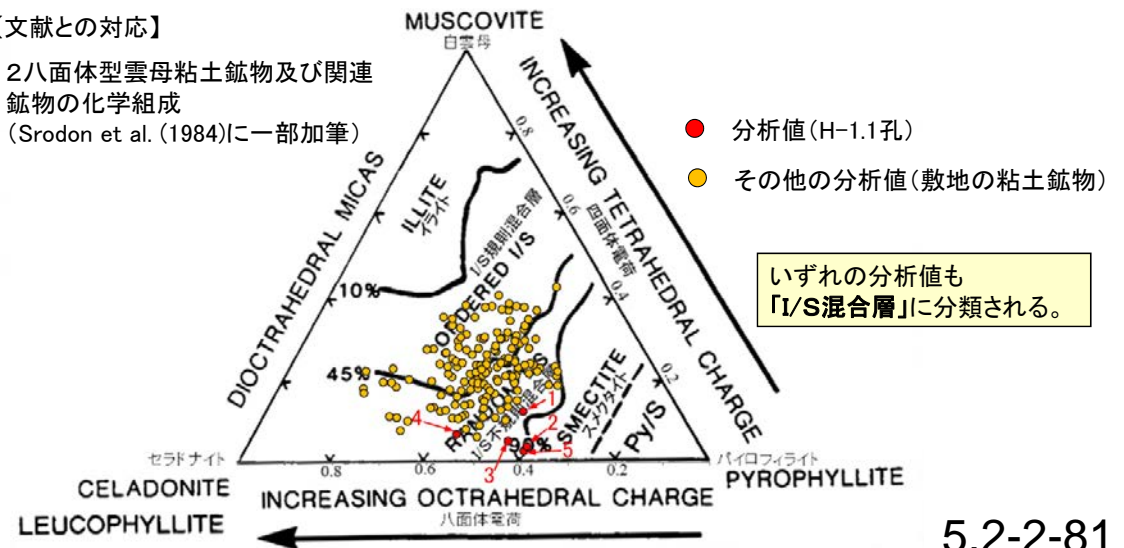 【文献との対応】
2八面体型雲母粘土鉱物及び関連
鉱物の化学組成
(Srodon et al. (1984)に一部加筆)
MUSCOVITE
白雲母
● 分析値(H-1.1孔)
● その他の分析値(敷地の粘土鉱物)
いずれの分析値も
「I/S混合層」に分類される。
DIOCTRAHEDRAL MICAS
INCREASING TETRAHEDRAL CHARGE
四面体電荷
0.8
0.6
0.4
0.2
ILLITE
イライト
I/S規則混合層
ORDERED I/S
I/S不規則混合層
SMECTITE
スメクタイト
Py/S
10%
45%
90%
1
2
3
4
5
セラドナイト
CELADONITE
LEUCOPHYLLITE
0.8
0.6
0.4
0.2
パイロフィライト
PYROPHYLLITE
INCREASING OCTRAHEDRAL CHARGE
八面体電荷
5.2-2-81